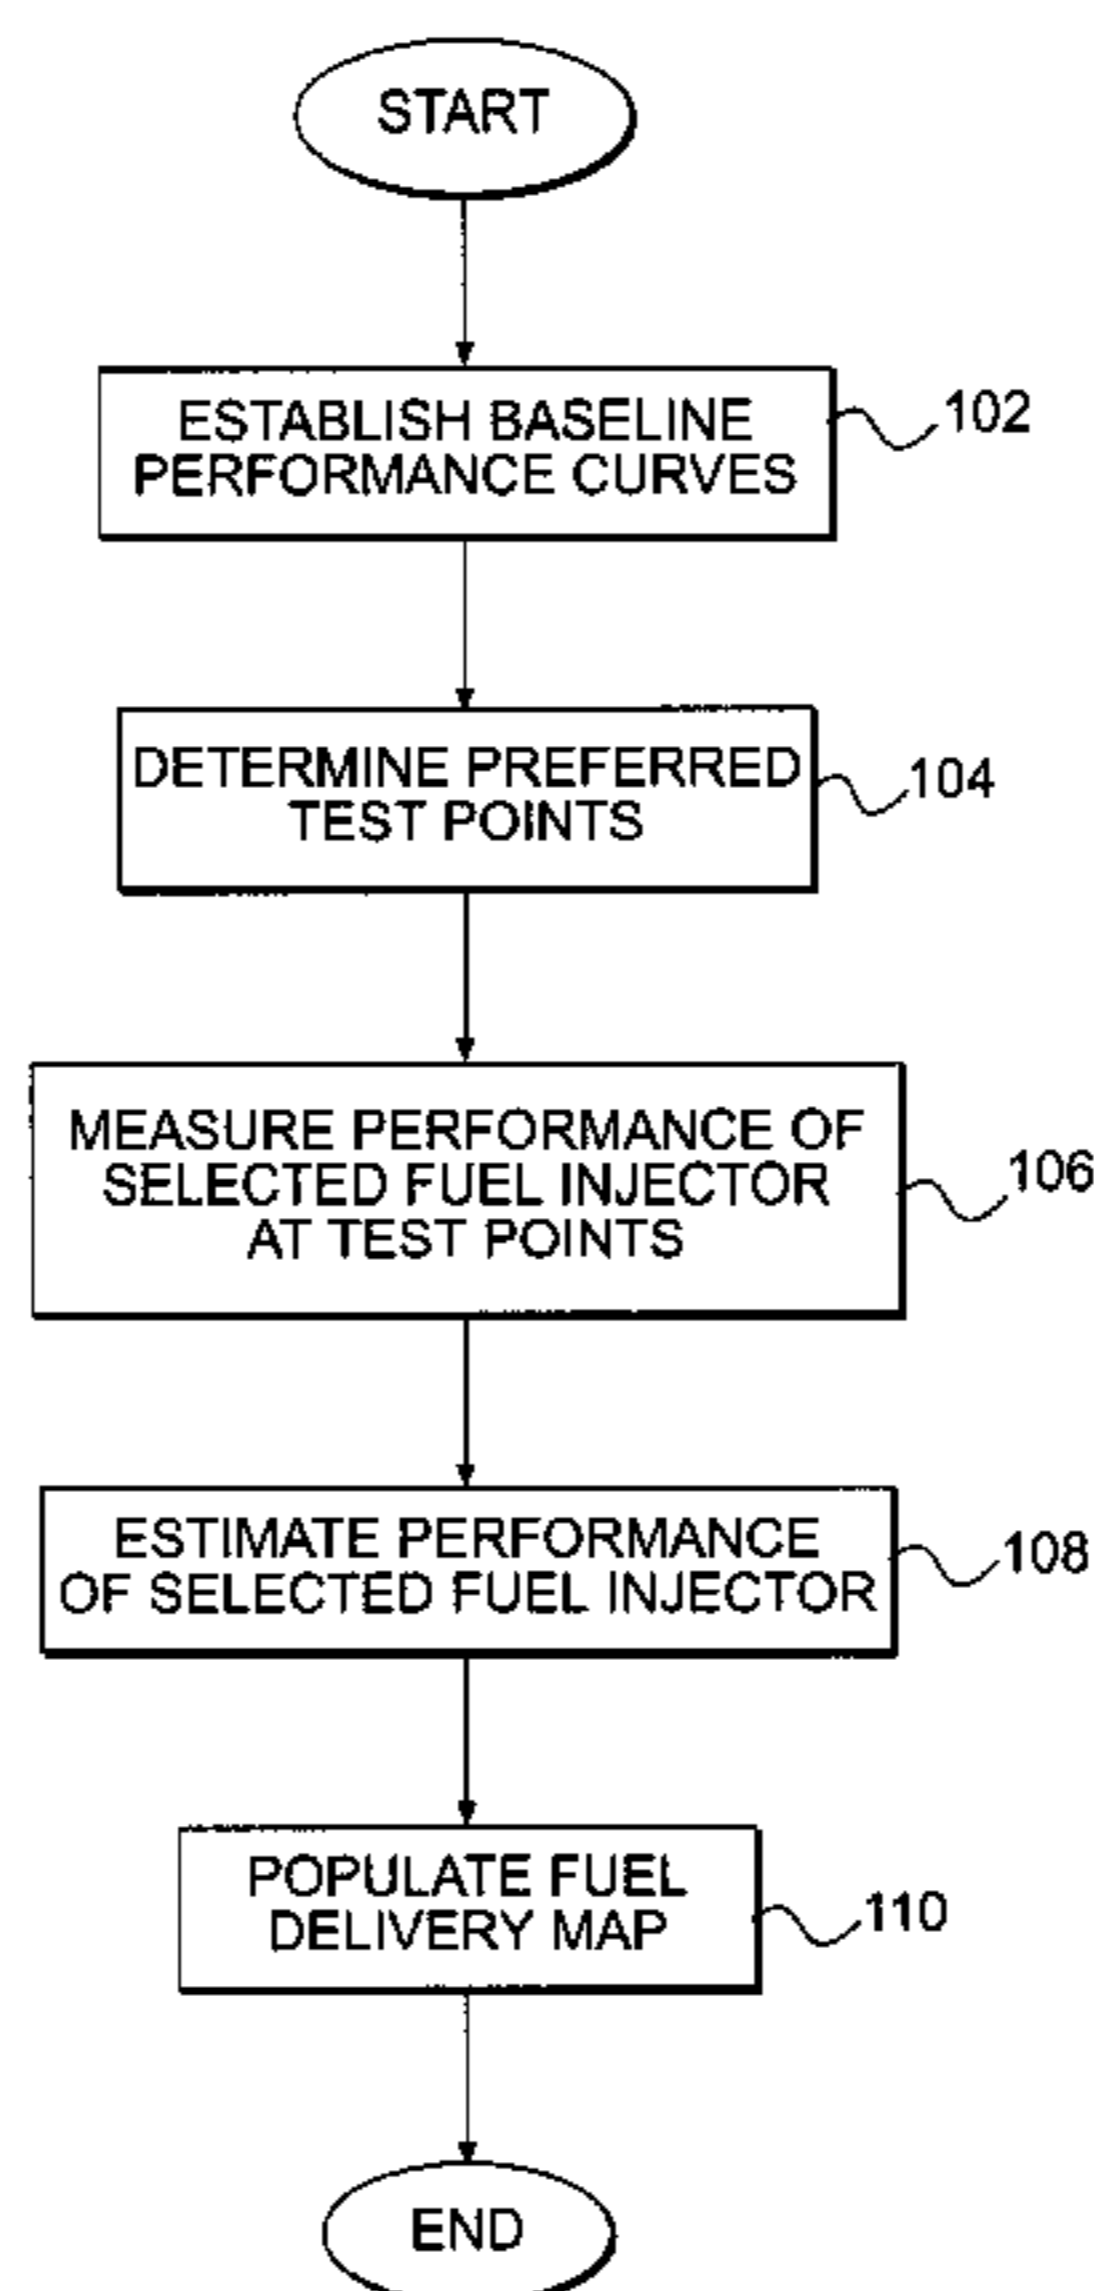 START
ESTABLISH BASELINE
PERFORMANCE CURVES
102
DETERMINE PREFERRED
TEST POINTS
104
MEASURE PERFORMANCE OF
SELECTED FUEL INJECTOR
AT TEST POINTS
106
ESTIMATE PERFORMANCE
OF SELECTED FUEL INJECTOR
108
POPULATE FUEL
DELIVERY MAP
110
END